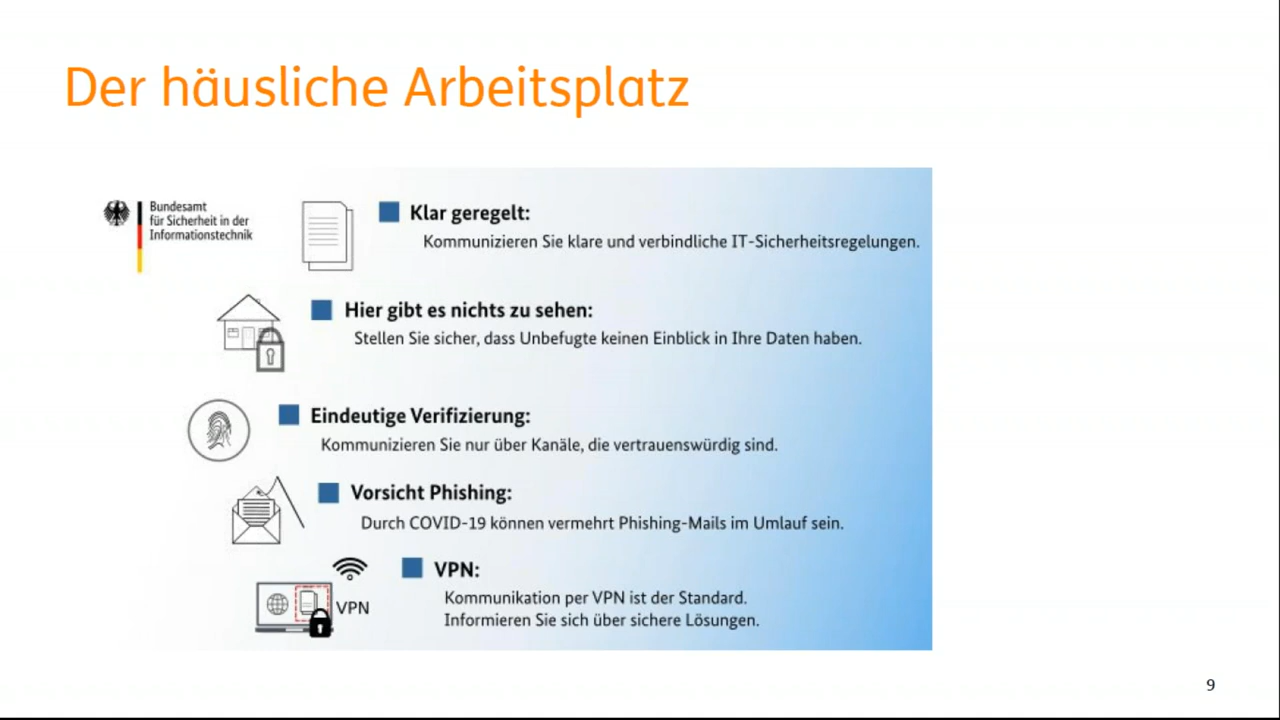 Der häusliche Arbeitsplatz
Bundesamt
für Sicherheit in der
Informationstechnik
Klar geregelt:
Kommunizieren Sie klare und verbindliche IT-Sicherheitsregelungen.
Hier gibt es nichts zu sehen:
Stellen Sie sicher, dass Unbefugte keinen Einblick in Ihre Daten haben.
Eindeutige Verifizierung:
Kommunizieren Sie nur über Kanäle, die vertrauenswürdig sind.
Vorsicht Phishing:
Durch COVID-19 können vermehrt Phishing-Mails im Umlauf sein.
VPN:
Kommunikation per VPN ist der Standard.
VPN
Informieren Sie sich über sichere Lösungen.
9